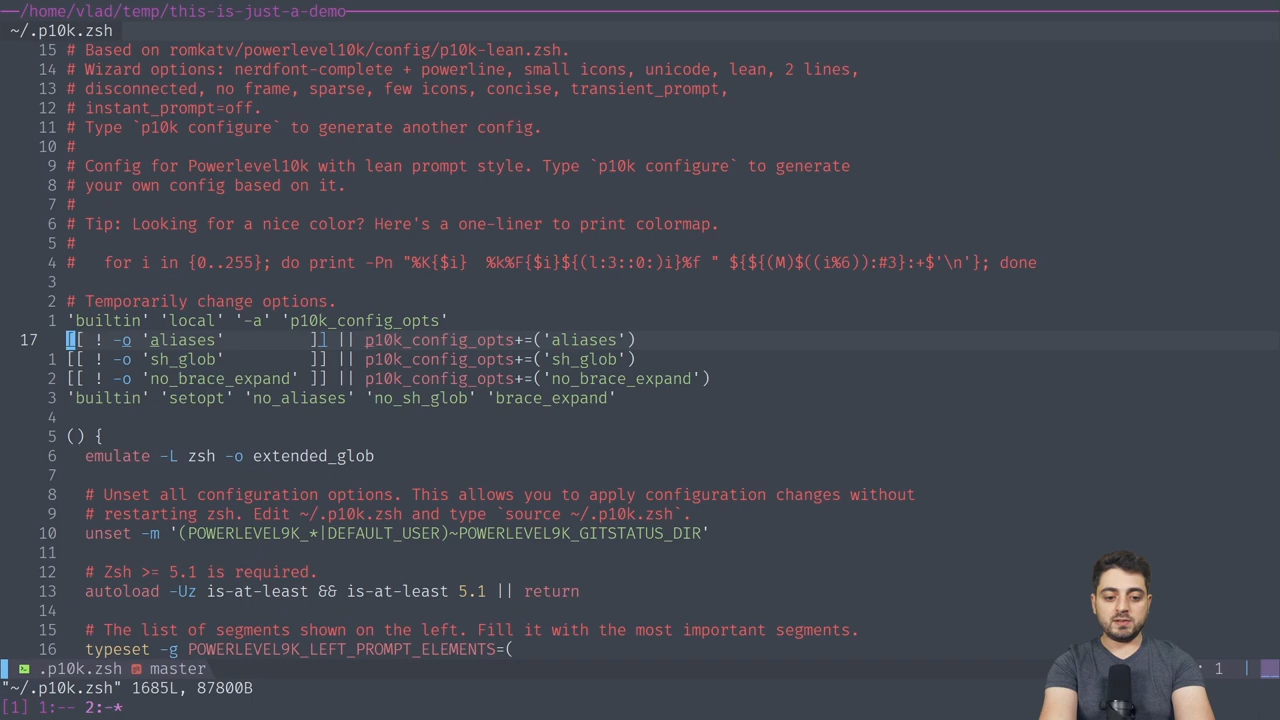 —/home/vlad/temp/this-is-just-a-demo
~/.p10k.zsh
15 # Based on romkatv/powerlevel10k/config/p10k-lean.zsh.
14 # Wizard options: nerdfont-complete + powerline, small icons, unicode, lean, 2 lines,
13 # disconnected, no frame, sparse, few icons, concise, transient_prompt,
12 # instant_prompt=off.
11 # Type `p10k configure` to generate another config.
10 #
9 # Config for Powerlevel10k with lean prompt style. Type `p10k configure` to generate
8 # your own config based on it.
7 #
6 # Tip: Looking for a nice color? Here's a one-liner to print colormap.
5 #
4 #   for i in {0..255}; do print -Pn "%K{$i}  %k%F{$i}${(l:3::0:)i}%f " ${${(M)$((i%6)):#3}:+$'\n'}; done
3
2 # Temporarily change options.
1 'builtin' 'local' '-a' 'p10k_config_opts'
17 [[ ! -o 'aliases'         ]] || p10k_config_opts+=('aliases')
1 [[ ! -o 'sh_glob'         ]] || p10k_config_opts+=('sh_glob')
2 [[ ! -o 'no_brace_expand' ]] || p10k_config_opts+=('no_brace_expand')
3 'builtin' 'setopt' 'no_aliases' 'no_sh_glob' 'brace_expand'
4
5 () {
6   emulate -L zsh -o extended_glob
7
8   # Unset all configuration options. This allows you to apply configuration changes without
9   # restarting zsh. Edit ~/.p10k.zsh and type `source ~/.p10k.zsh`.
10   unset -m '(POWERLEVEL9K_*|DEFAULT_USER)~POWERLEVEL9K_GITSTATUS_DIR'
11
12   # Zsh >= 5.1 is required.
13   autoload -Uz is-at-least && is-at-least 5.1 || return
14
15   # The list of segments shown on the left. Fill it with the most important segments.
16   typeset -g POWERLEVEL9K_LEFT_PROMPT_ELEMENTS=(
.p10k.zsh master : 1
"~/.p10k.zsh" 1685L, 87800B
[1] 1:-- 2:-*